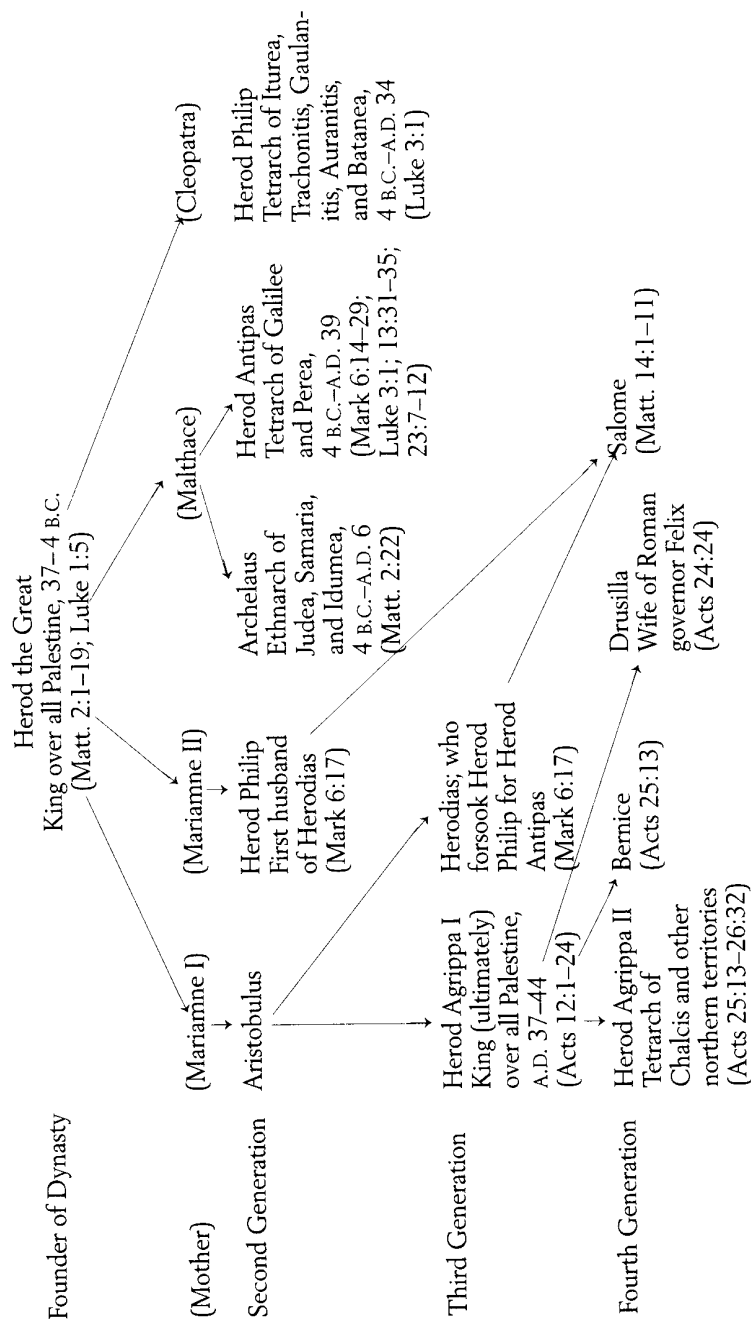 Founder of Dynasty
Herod the Great
King over all Palestine, 37–4 B.C.
(Matt. 2:1–19; Luke 1:5)
(Mother)
(Mariamne I)
(Mariamne II)
(Malthace)
(Cleopatra)
Second Generation
Aristobulus
Herod Philip
First husband
of Herodias
(Mark 6:17)
Archelaus
Ethnarch of
Judea, Samaria,
and Idumea,
4 B.C.–A.D. 6
(Matt. 2:22)
Herod Antipas
Tetrarch of Galilee
and Perea,
4 B.C.–A.D. 39
(Mark 6:14–29;
Luke 3:1; 13:31–35;
23:7–12)
Herod Philip
Tetrarch of Iturea,
Trachonitis, Gaulan-
itis, Auranitis,
and Batanea,
4 B.C.–A.D. 34
(Luke 3:1)
Third Generation
Herod Agrippa I
King (ultimately)
over all Palestine,
A.D. 37–44
(Acts 12:1–24)
Herodias; who
forsook Herod
Philip for Herod
Antipas
(Mark 6:17)
Fourth Generation
Herod Agrippa II
Tetrarch of
Chalcis and other
northern territories
(Acts 25:13–26:32)
Bernice
(Acts 25:13)
Drusilla
Wife of Roman
governor Felix
(Acts 24:24)
Salome
(Matt. 14:1–11)